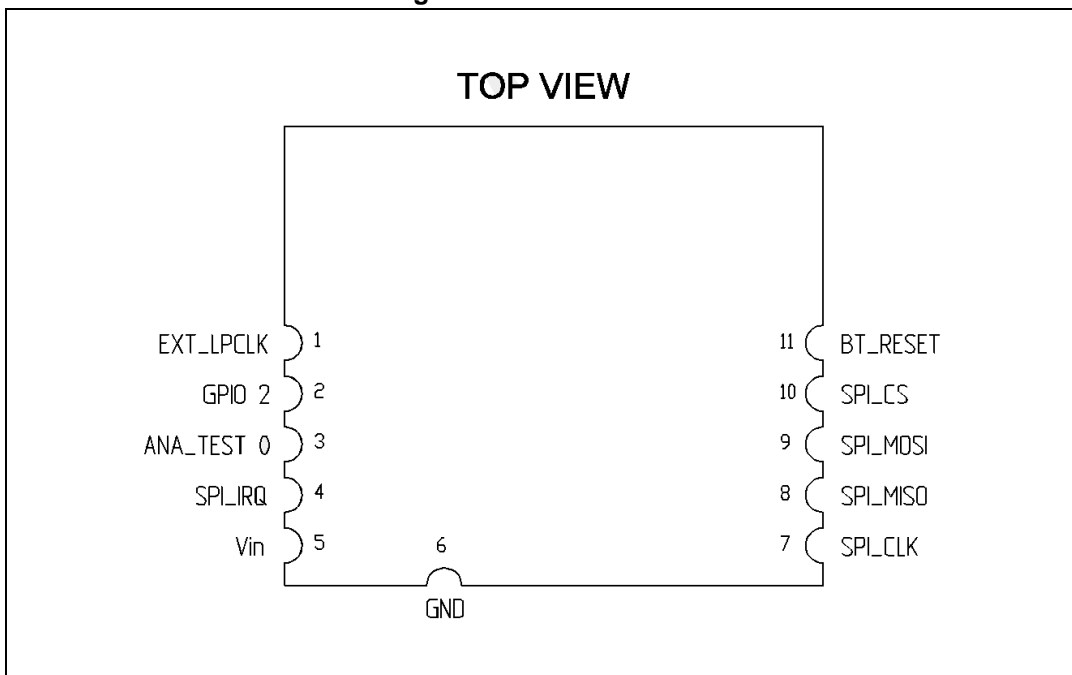 TOP VIEW
EXT_LPCLK 1
GPIO 2 2
ANA_TEST 0 3
SPI_IRQ 4
Vin 5
6
GND
11 BT_RESET
10 SPI_CS
9 SPI_MOSI
8 SPI_MISO
7 SPI_CLK